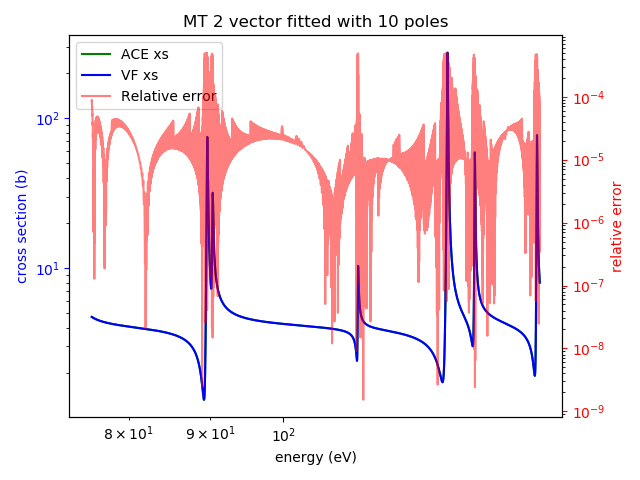 MT 2 vector fitted with 10 poles
ACE xs
VF xs
Relative error
cross section (b)
10²
10¹
relative error
10⁻⁴
10⁻⁵
10⁻⁶
10⁻⁷
10⁻⁸
10⁻⁹
8 × 10¹
9 × 10¹
10²
energy (eV)